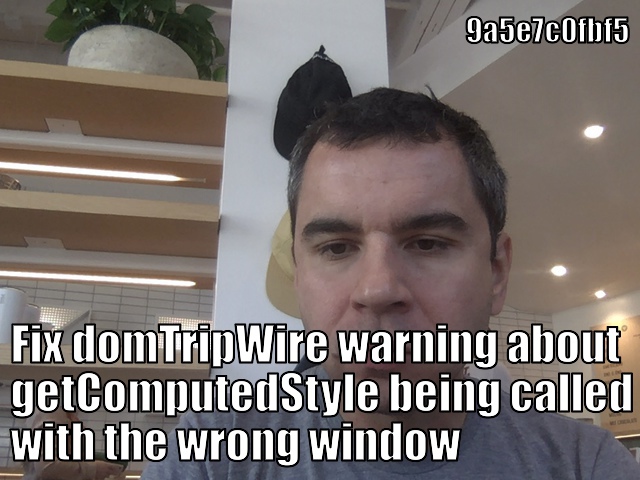 9a5e7c0fbf5
Fix domTripWire warning about
getComputedStyle being called
with the wrong window